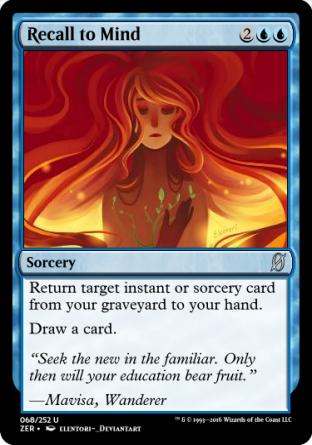 Recall to Mind 2
Elentori
Sorcery
Return target instant or sorcery card
from your graveyard to your hand.
Draw a card.
“Seek the new in the familiar. Only
then will your education bear fruit.”
—Mavisa, Wanderer
068/252 U
ZER • ELENTORI-_DEVIANTART
™ & © 1993–2016 Wizards of the Coast LLC